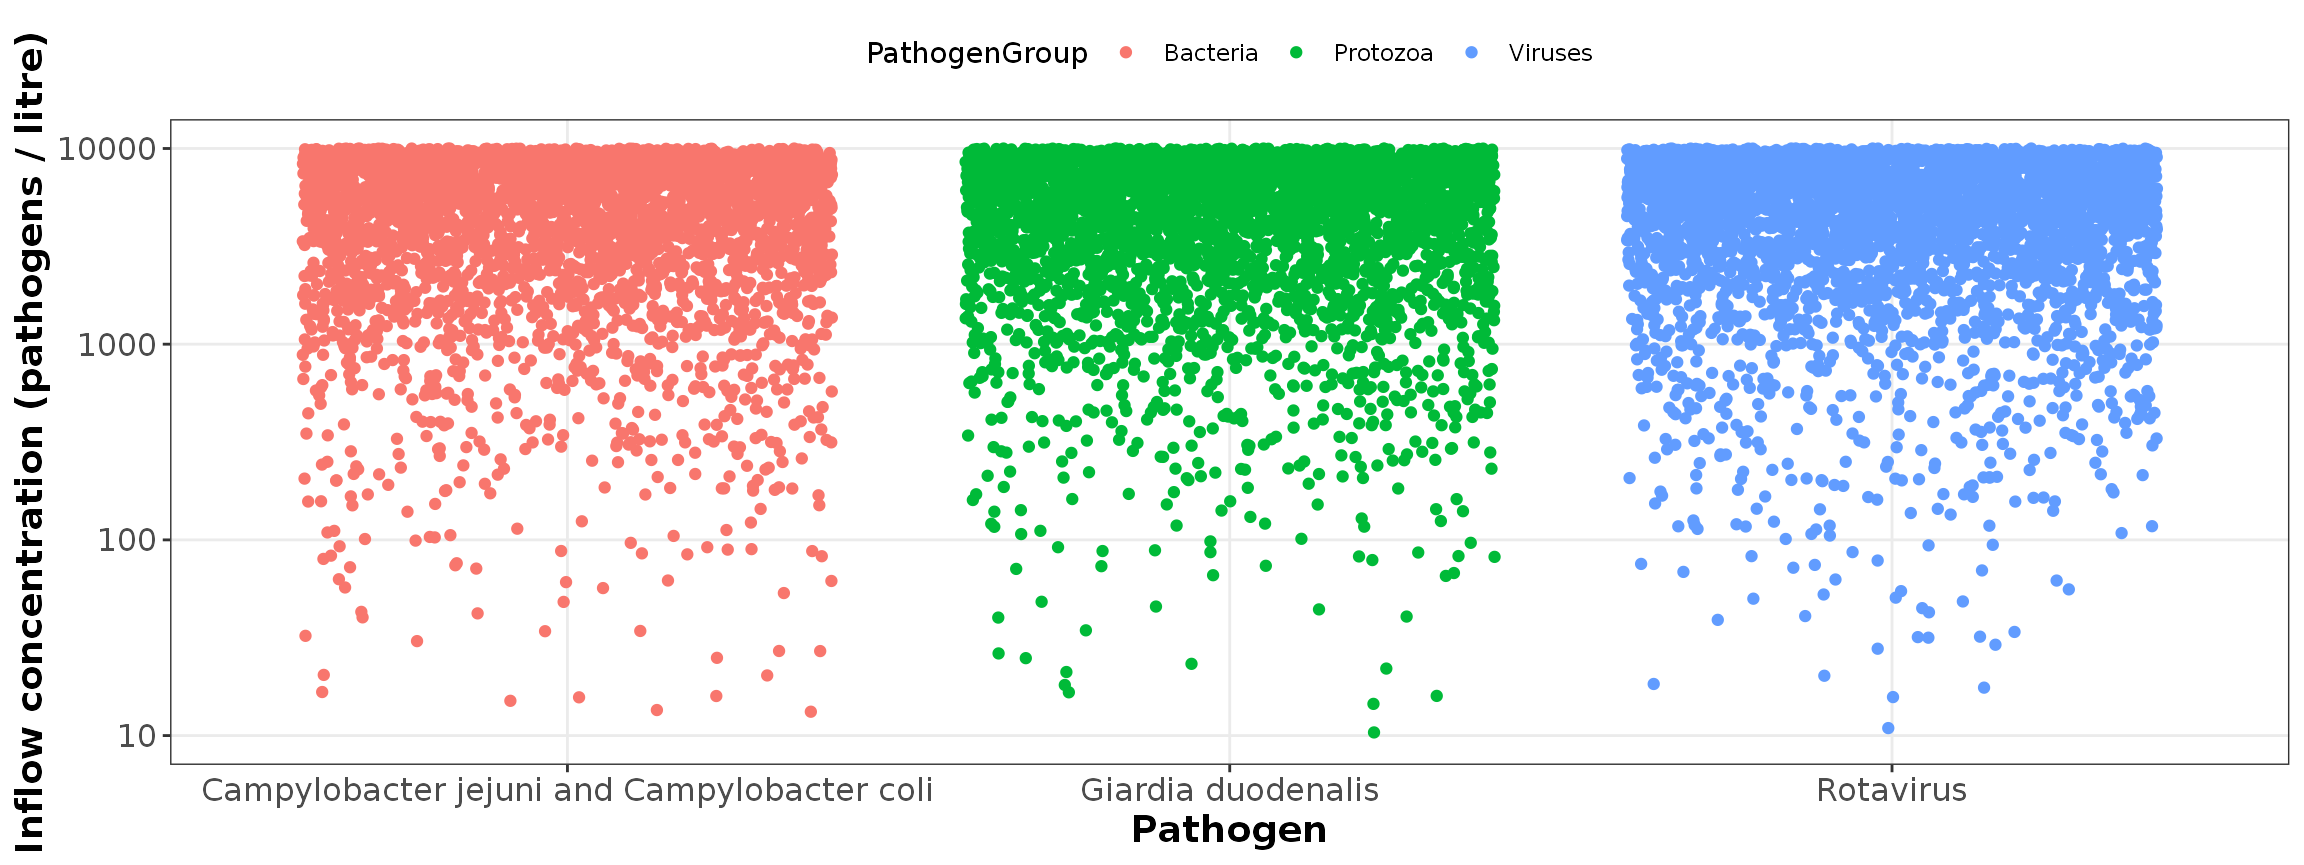 PathogenGroup Bacteria Protozoa Viruses
Inflow concentration (pathogens / litre)
10000
1000
100
10
Campylobacter jejuni and Campylobacter coli Giardia duodenalis Rotavirus
Pathogen